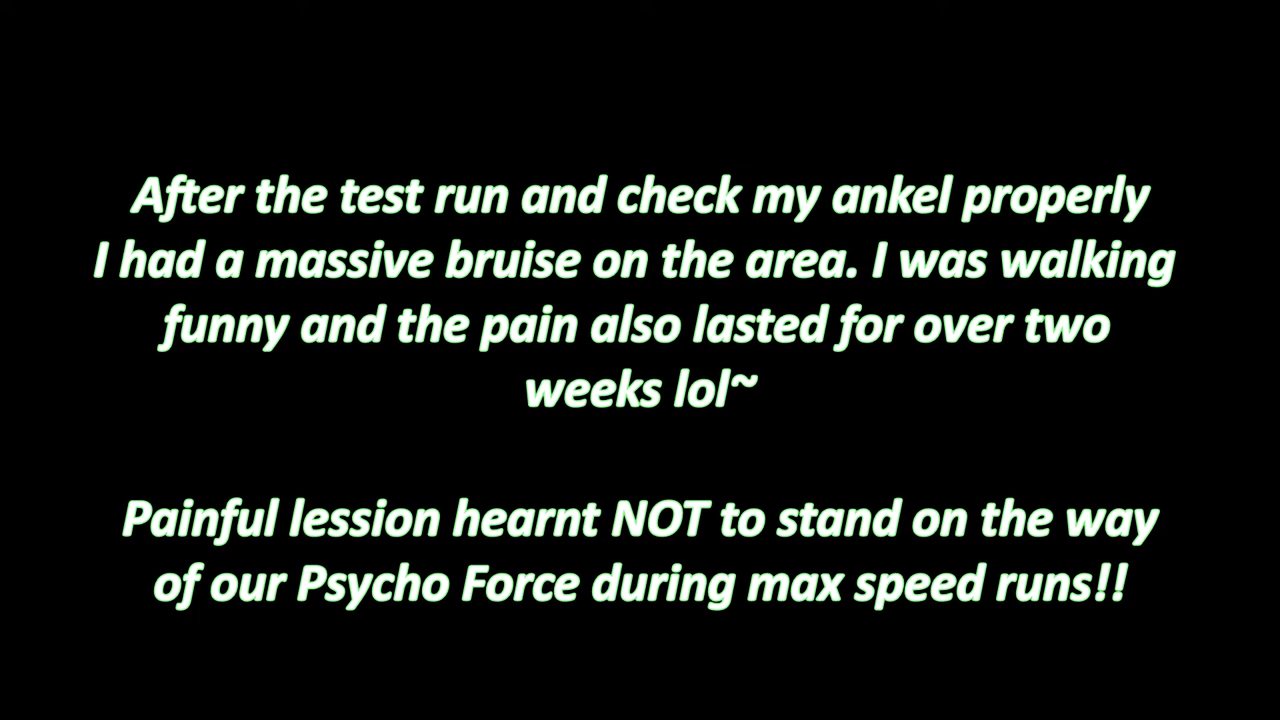 After the test run and check my ankel properly
I had a massive bruise on the area. I was walking
funny and the pain also lasted for over two
weeks lol~
Painful lession hearnt NOT to stand on the way
of our Psycho Force during max speed runs!!